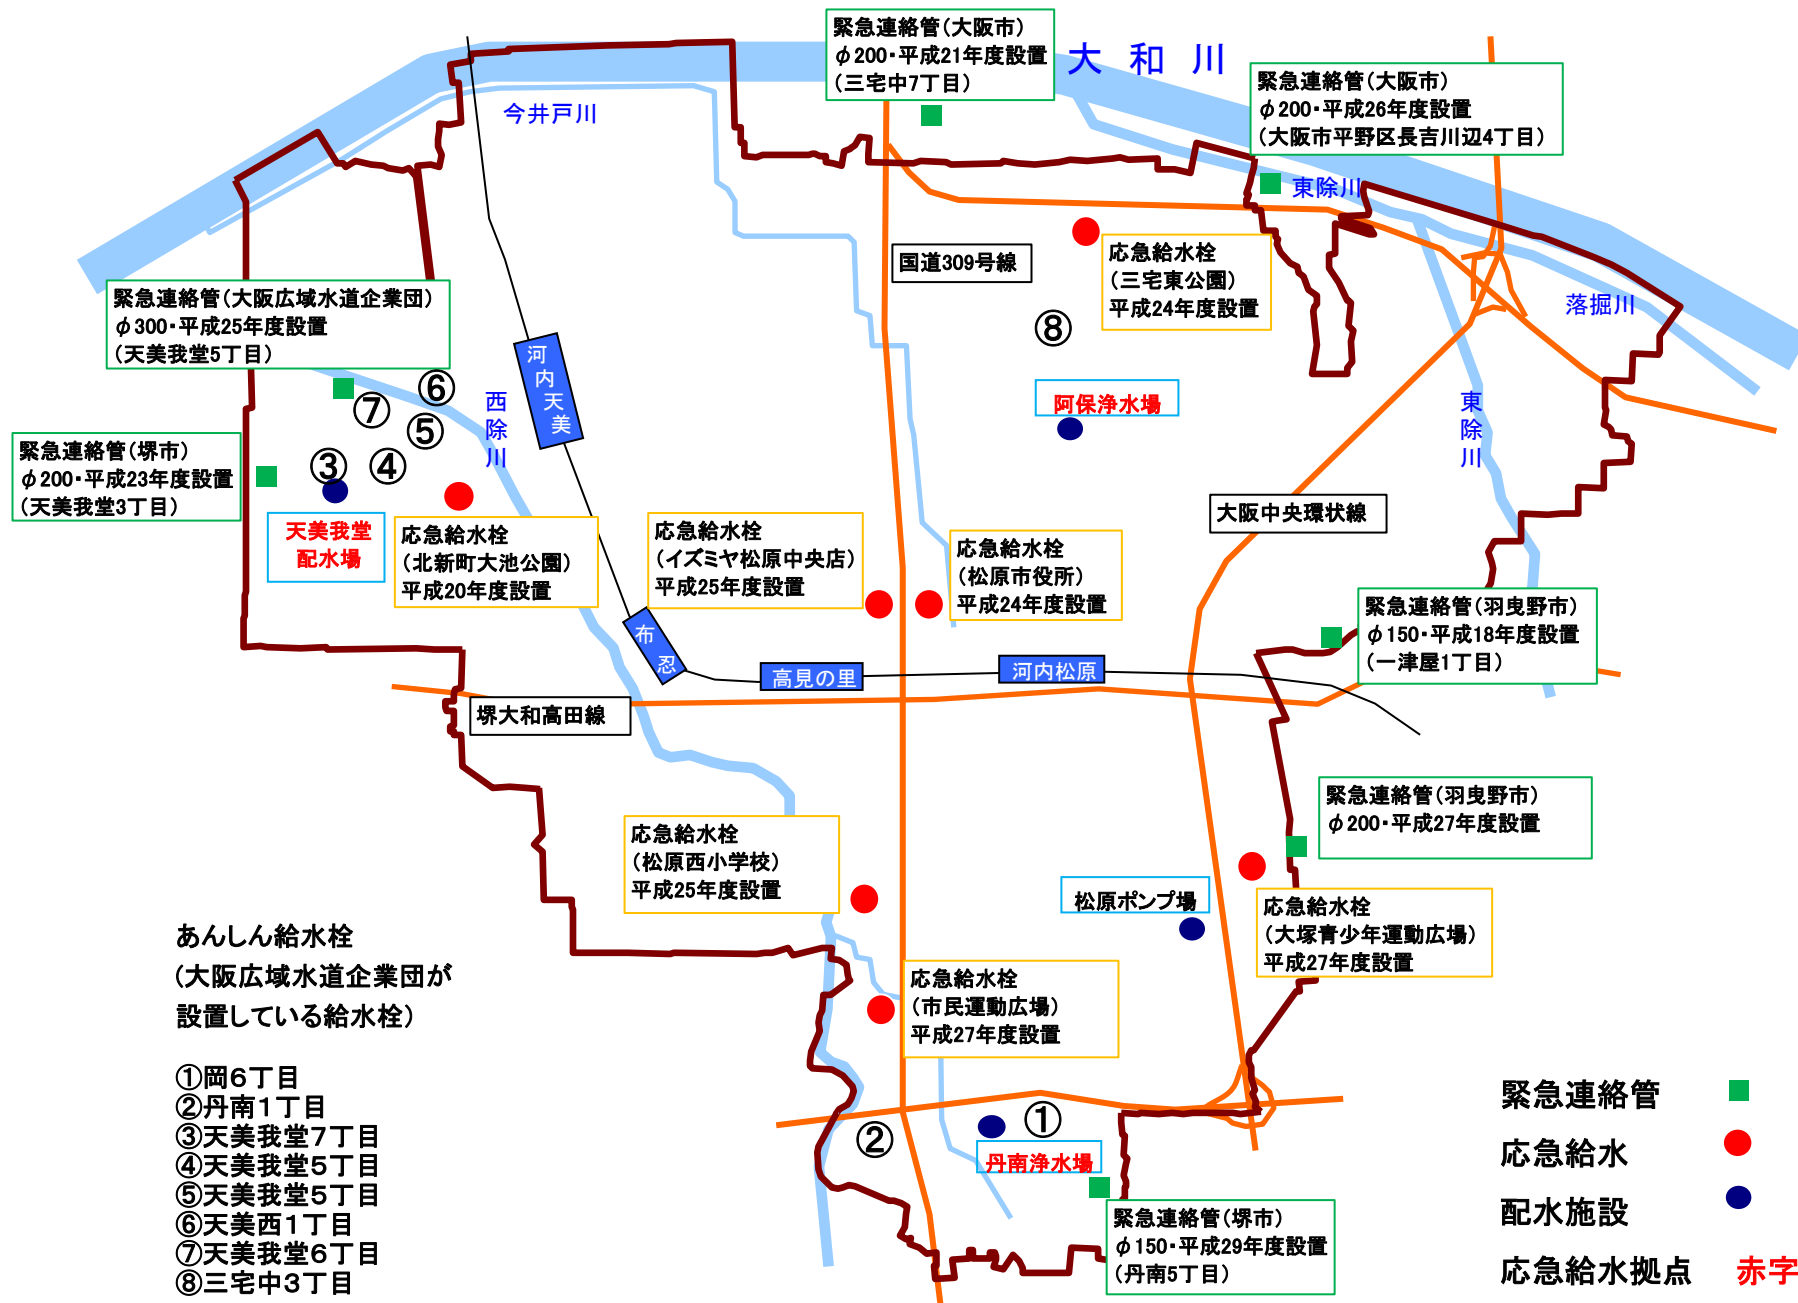 緊急連絡管(大阪市)
φ200・平成21年度設置
(三宅中7丁目)
大和川
緊急連絡管(大阪市)
φ200・平成26年度設置
(大阪市平野区長吉川辺4丁目)
今井戸川
東除川
国道309号線
応急給水栓
(三宅東公園)
平成24年度設置
落掘川
緊急連絡管(大阪広域水道企業団)
φ300・平成25年度設置
(天美我堂5丁目)
⑧
河内天美
⑥
⑦
⑤
西除川
阿保浄水場
東除川
緊急連絡管(堺市)
φ200・平成23年度設置
(天美我堂3丁目)
③
④
大阪中央環状線
天美我堂
配水場
応急給水栓
(北新町大池公園)
平成20年度設置
応急給水栓
(イズミヤ松原中央店)
平成25年度設置
応急給水栓
(松原市役所)
平成24年度設置
緊急連絡管(羽曳野市)
φ150・平成18年度設置
(一津屋1丁目)
布忍
高見の里
河内松原
堺大和高田線
緊急連絡管(羽曳野市)
φ200・平成27年度設置
応急給水栓
(松原西小学校)
平成25年度設置
松原ポンプ場
応急給水栓
(大塚青少年運動広場)
平成27年度設置
応急給水栓
(市民運動広場)
平成27年度設置
あんしん給水栓
(大阪広域水道企業団が
設置している給水栓)
①岡6丁目
②丹南1丁目
③天美我堂7丁目
④天美我堂5丁目
⑤天美我堂5丁目
⑥天美西1丁目
⑦天美我堂6丁目
⑧三宅中3丁目
①
②
丹南浄水場
緊急連絡管(堺市)
φ150・平成29年度設置
(丹南5丁目)
緊急連絡管
応急給水
配水施設
応急給水拠点 赤字